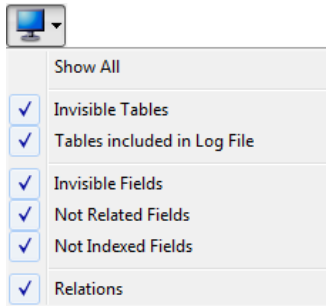 Show All
Invisible Tables
Tables included in Log File
Invisible Fields
Not Related Fields
Not Indexed Fields
Relations